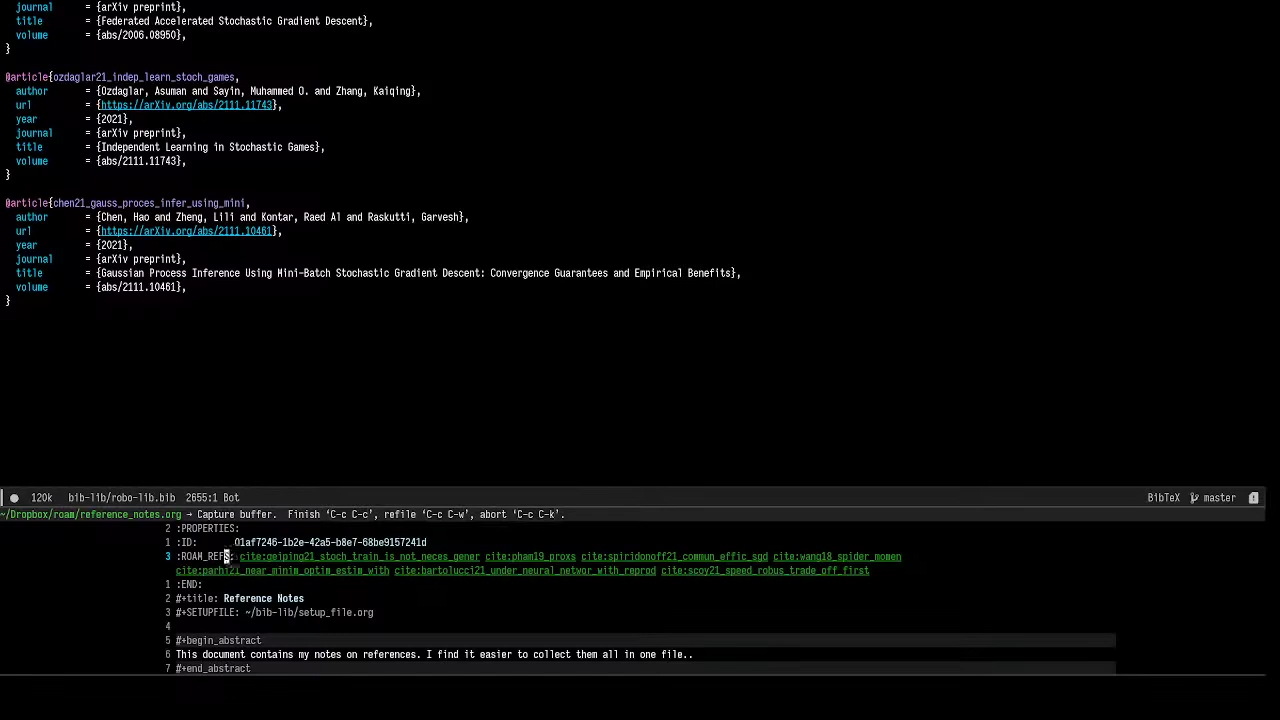 journal = {arXiv preprint},
title = {Federated Accelerated Stochastic Gradient Descent},
volume = {abs/2006.08950},
}
@article{ozdaglar21_indep_learn_stoch_games,
author = {Ozdaglar, Asuman and Sayin, Muhammed O. and Zhang, Kaiqing},
url = {https://arXiv.org/abs/2111.11743},
year = {2021},
journal = {arXiv preprint},
title = {Independent Learning in Stochastic Games},
volume = {abs/2111.11743},
}
@article{chen21_gauss_proces_infer_using_mini,
author = {Chen, Hao and Zheng, Lili and Kontar, Raed Al and Raskutti, Garvesh},
url = {https://arXiv.org/abs/2111.10461},
year = {2021},
journal = {arXiv preprint},
title = {Gaussian Process Inference Using Mini-Batch Stochastic Gradient Descent: Convergence Guarantees and Empirical Benefits},
volume = {abs/2111.10461},
}
120k bib-lib/robo-lib.bib 2655:1 Bot BibTeX master
~/Dropbox/roam/reference_notes.org → Capture buffer. Finish ‘C-c C-c’, refile ‘C-c C-w’, abort ‘C-c C-k’.
2 :PROPERTIES:
1 :ID: 01af7246-1b2e-42a5-b8e7-68be9157241d
3 :ROAM_REFS: cite:geiping21_stoch_train_is_not_neces_gener cite:pham19_proxs cite:spiridonoff21_commun_effic_sgd cite:wang18_spider_momen
cite:parhi21_near_minim_optim_estim_with cite:bartolucci21_under_neural_networ_with_reprod cite:scoy21_speed_robus_trade_off_first
1 :END:
2 #+title: Reference Notes
3 #+SETUPFILE: ~/bib-lib/setup_file.org
4
5 #+begin_abstract
6 This document contains my notes on references. I find it easier to collect them all in one file..
7 #+end_abstract